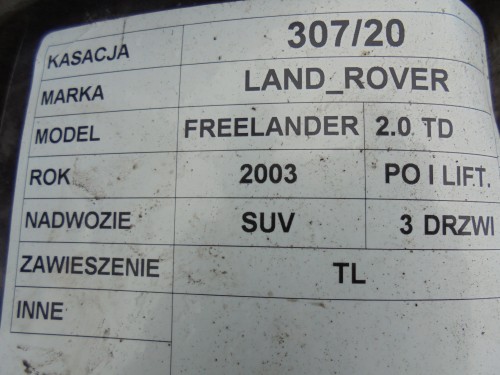 KASACJA 307/20
MARKA LAND_ROVER
MODEL FREELANDER 2.0 TD
ROK 2003 PO I LIFT.
NADWOZIE SUV 3 DRZWI
ZAWIESZENIE TL
INNE